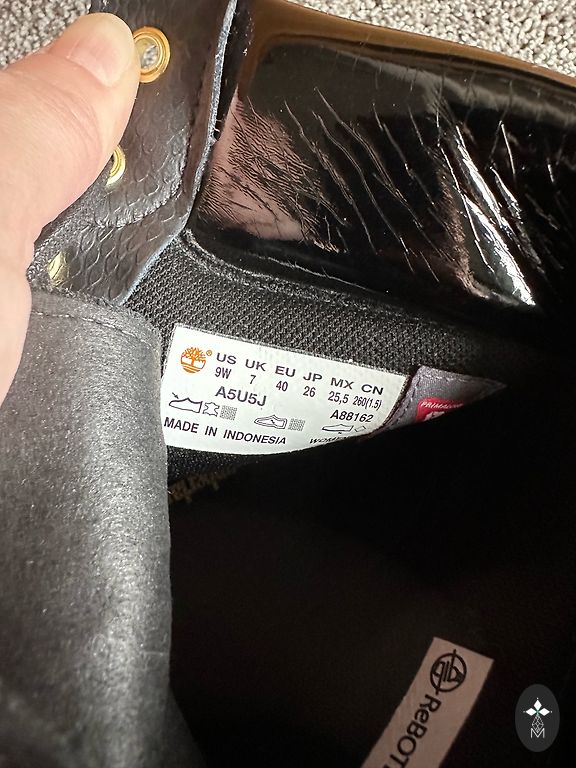 US UK EU JP MX CN
9W 7 40 26 25,5 260(1.5)
A5U5J
A88162
MADE IN INDONESIA
ReBOT
M